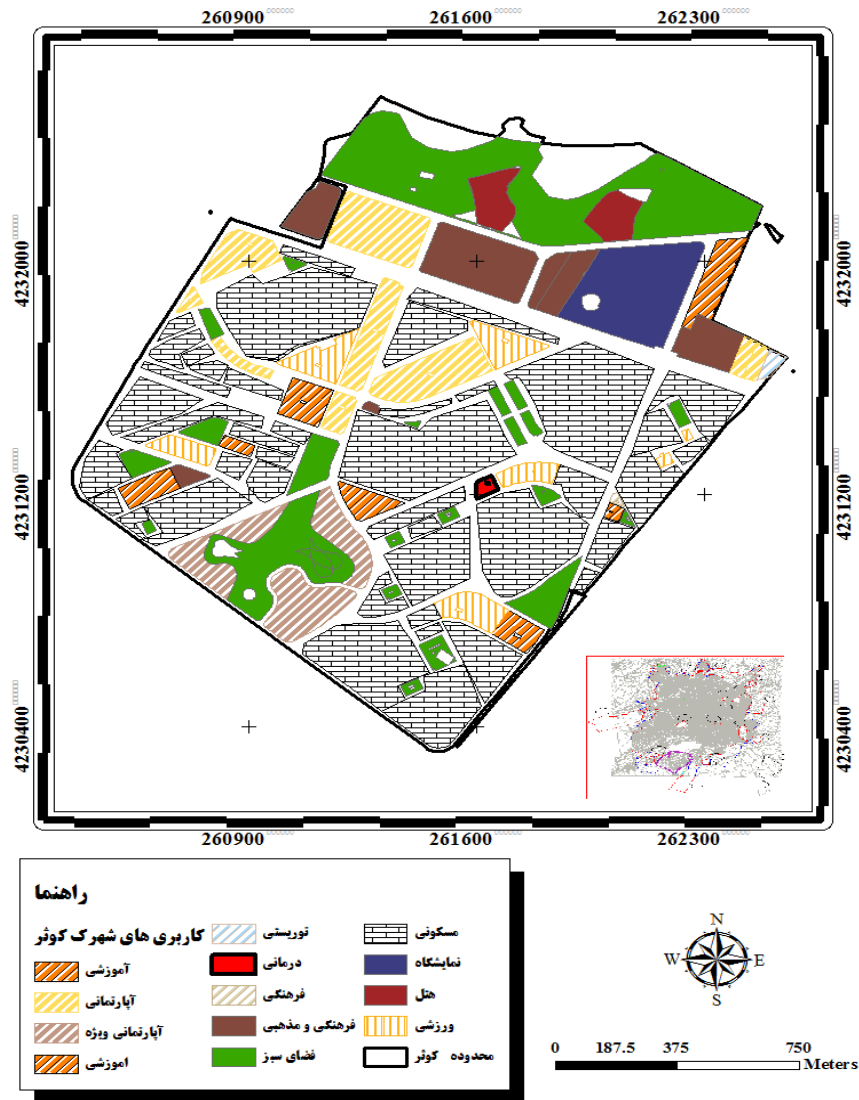 260900 261600 262300
4232000 4232000
4231200 4231200
4230400 4230400
260900 261600 262300
راهنما
کاربری های شهرک کوثر
آموزشی
آپارتمانی
آپارتمانی ویژه
اموزشی
توریستی
درمانی
فرهنگی
فرهنگی و مذهبی
فضای سبز
مسکونی
نمایشگاه
هتل
ورزشی
محدوده کوثر
N
W E
S
0 187.5 375 750
Meters